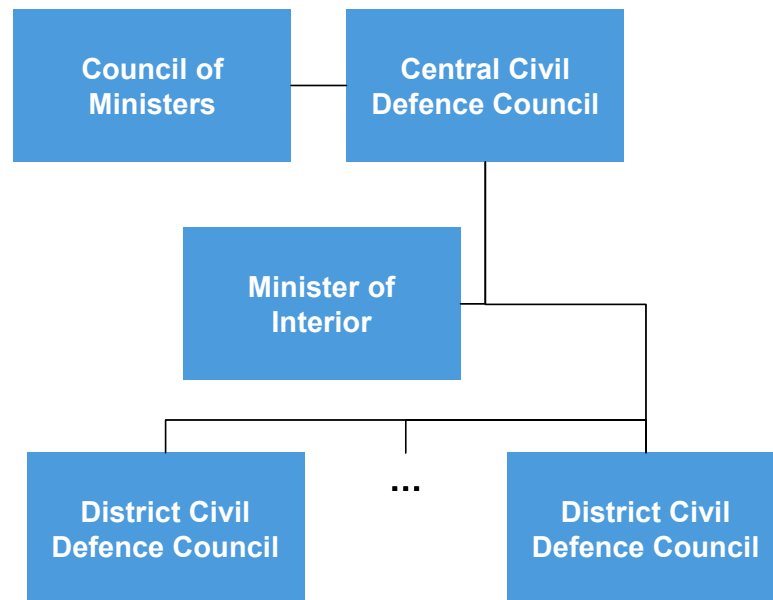 Council of
Ministers
Central Civil
Defence Council
Minister of
Interior
District Civil
Defence Council
...
District Civil
Defence Council